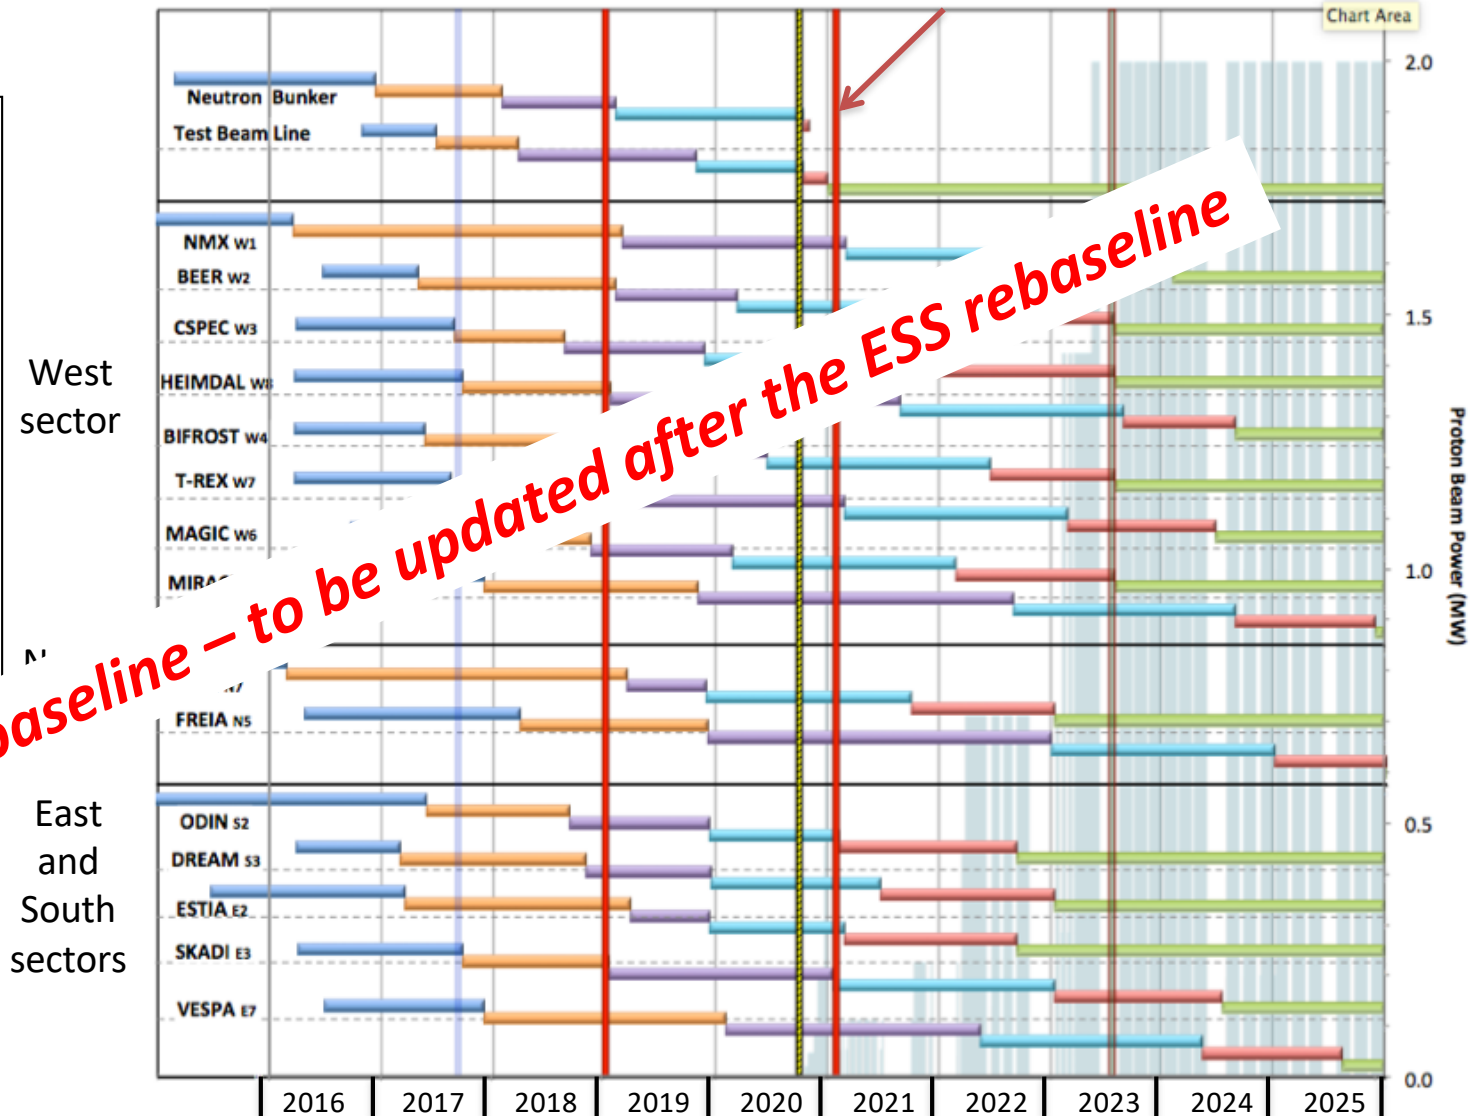 Chart Area
2.0
Neutron Bunker
Test Beam Line
NMX W1
BEER W2
1.5
CSPEC W3
West
sector
HEIMDAL W8
BIFROST W4
T-REX W7
MAGIC W6
1.0
Proton Beam Power (MW)
baseline – to be updated after the ESS rebaseline
FREIA N5
East
and
South
sectors
ODIN S2
0.5
DREAM S3
ESTIA E2
SKADI E3
VESPA E7
0.0
2016 2017 2018 2019 2020 2021 2022 2023 2024 2025